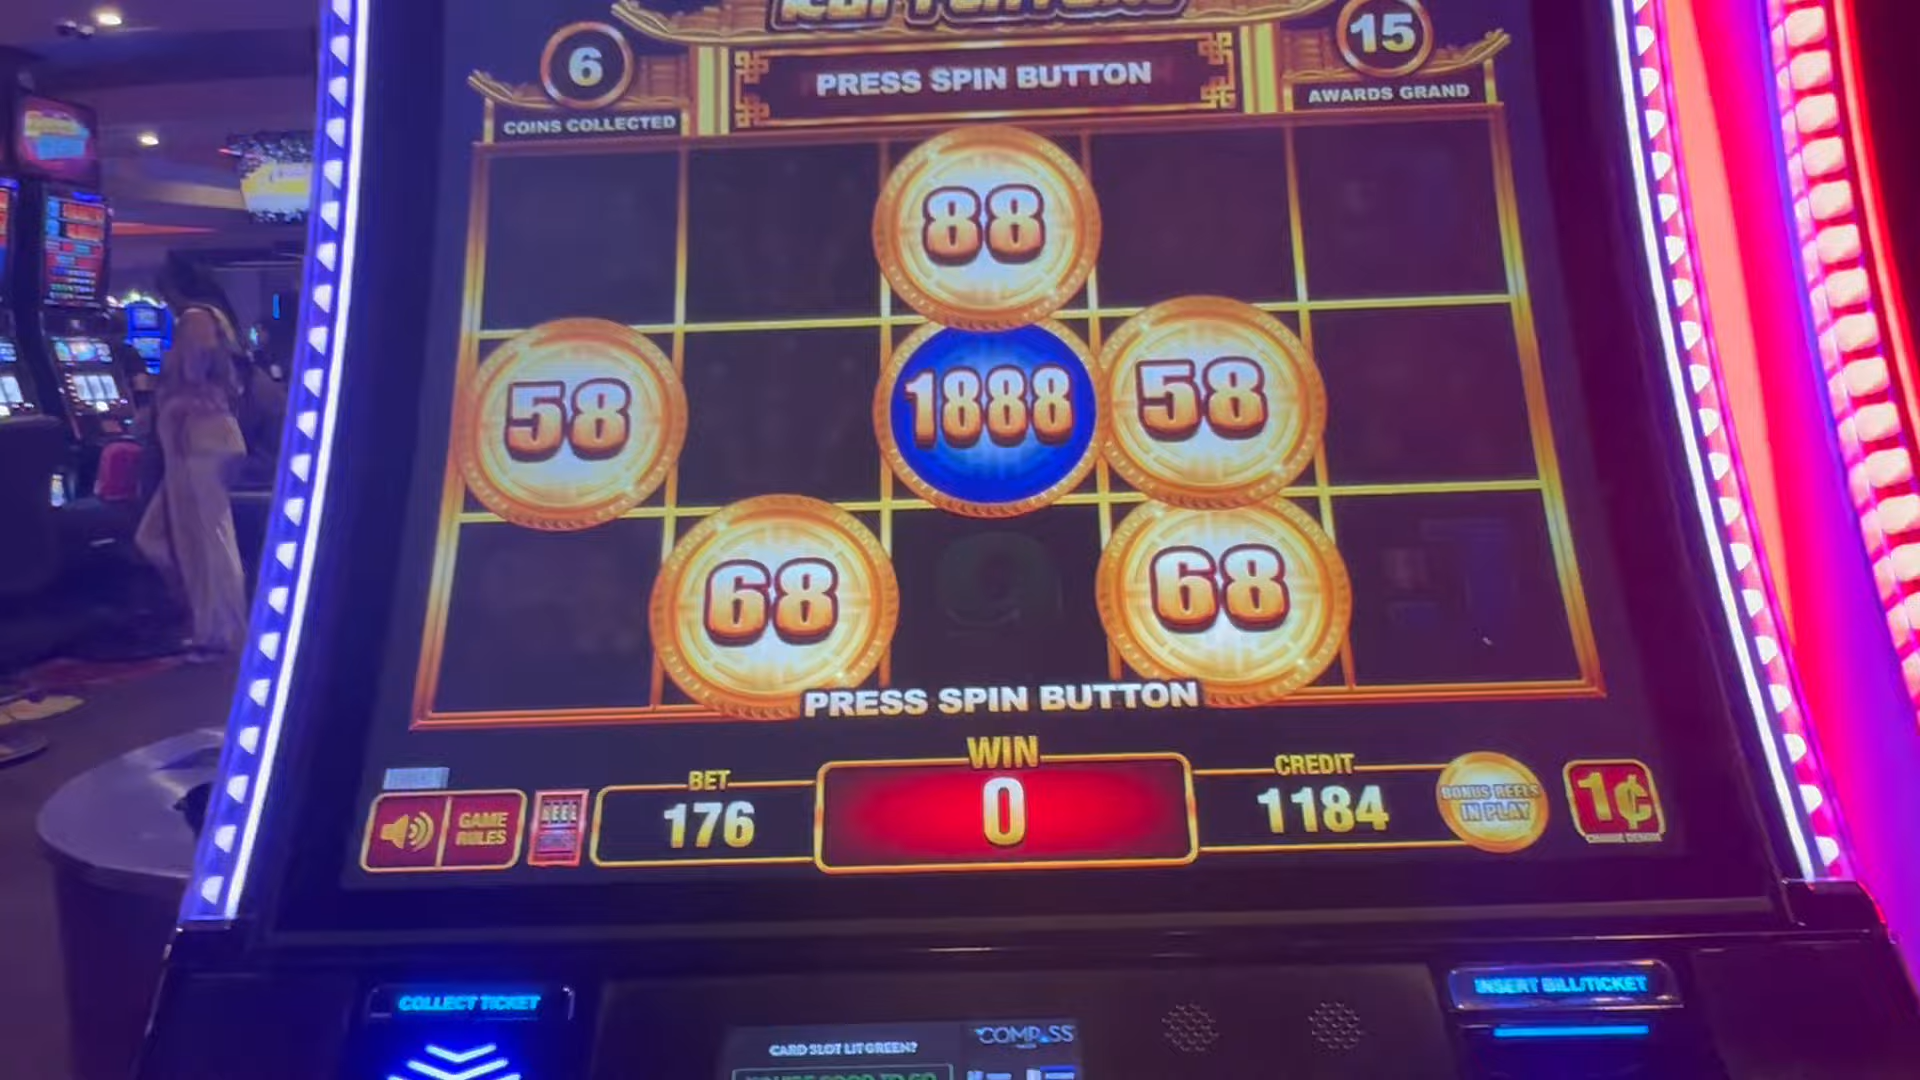 6
15
PRESS SPIN BUTTON
COINS COLLECTED
AWARDS GRAND
88
58
1888
58
68
68
PRESS SPIN BUTTON
WIN
BET
CREDIT
176
0
1184
GAME
RULES
BONUS REELS
IN PLAY
1¢
COLLECT TICKET
INSERT BILL/TICKET
CARD SLOT LIT GREEN?
COMPASS